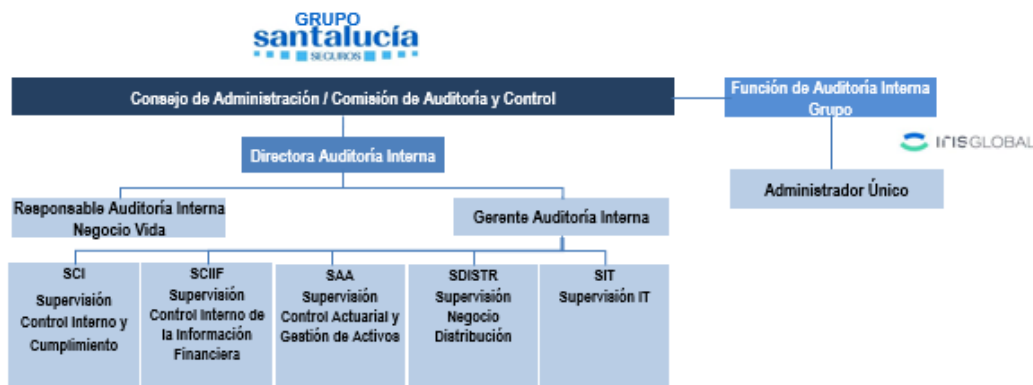 GRUPO
santalucía
SEGUROS
Consejo de Administración / Comisión de Auditoría y Control
Función de Auditoría Interna
Grupo
Directora Auditoría Interna
IrISGLOBAL
Administrador Único
Responsable Auditoría Interna
Negocio Vida
Gerente Auditoría Interna
SCI
Supervisión
Control Interno y
Cumplimiento
SCIIF
Supervisión
Control Interno de
la Información
Financiera
SAA
Supervisión
Control Actuarial y
Gestión de Activos
SDISTR
Supervisión
Negocio
Distribución
SIT
Supervisión IT